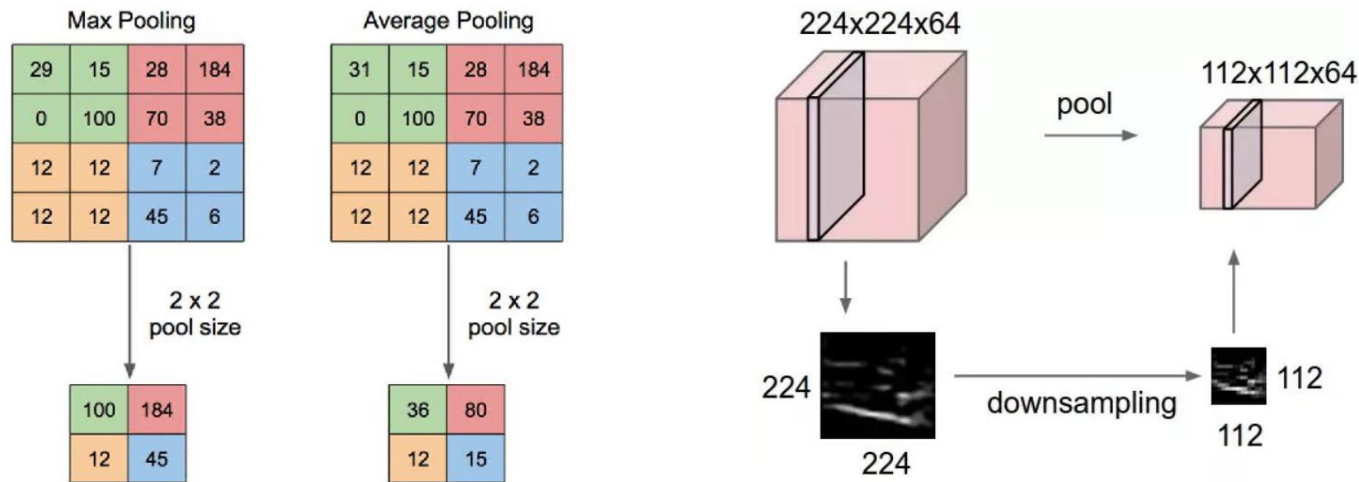 Max Pooling
29 15 28 184
0 100 70 38
12 12 7 2
12 12 45 6
2 x 2
pool size
100 184
12 45
Average Pooling
31 15 28 184
0 100 70 38
12 12 7 2
12 12 45 6
2 x 2
pool size
36 80
12 15
224x224x64
pool
112x112x64
224
224
downsampling
112
112